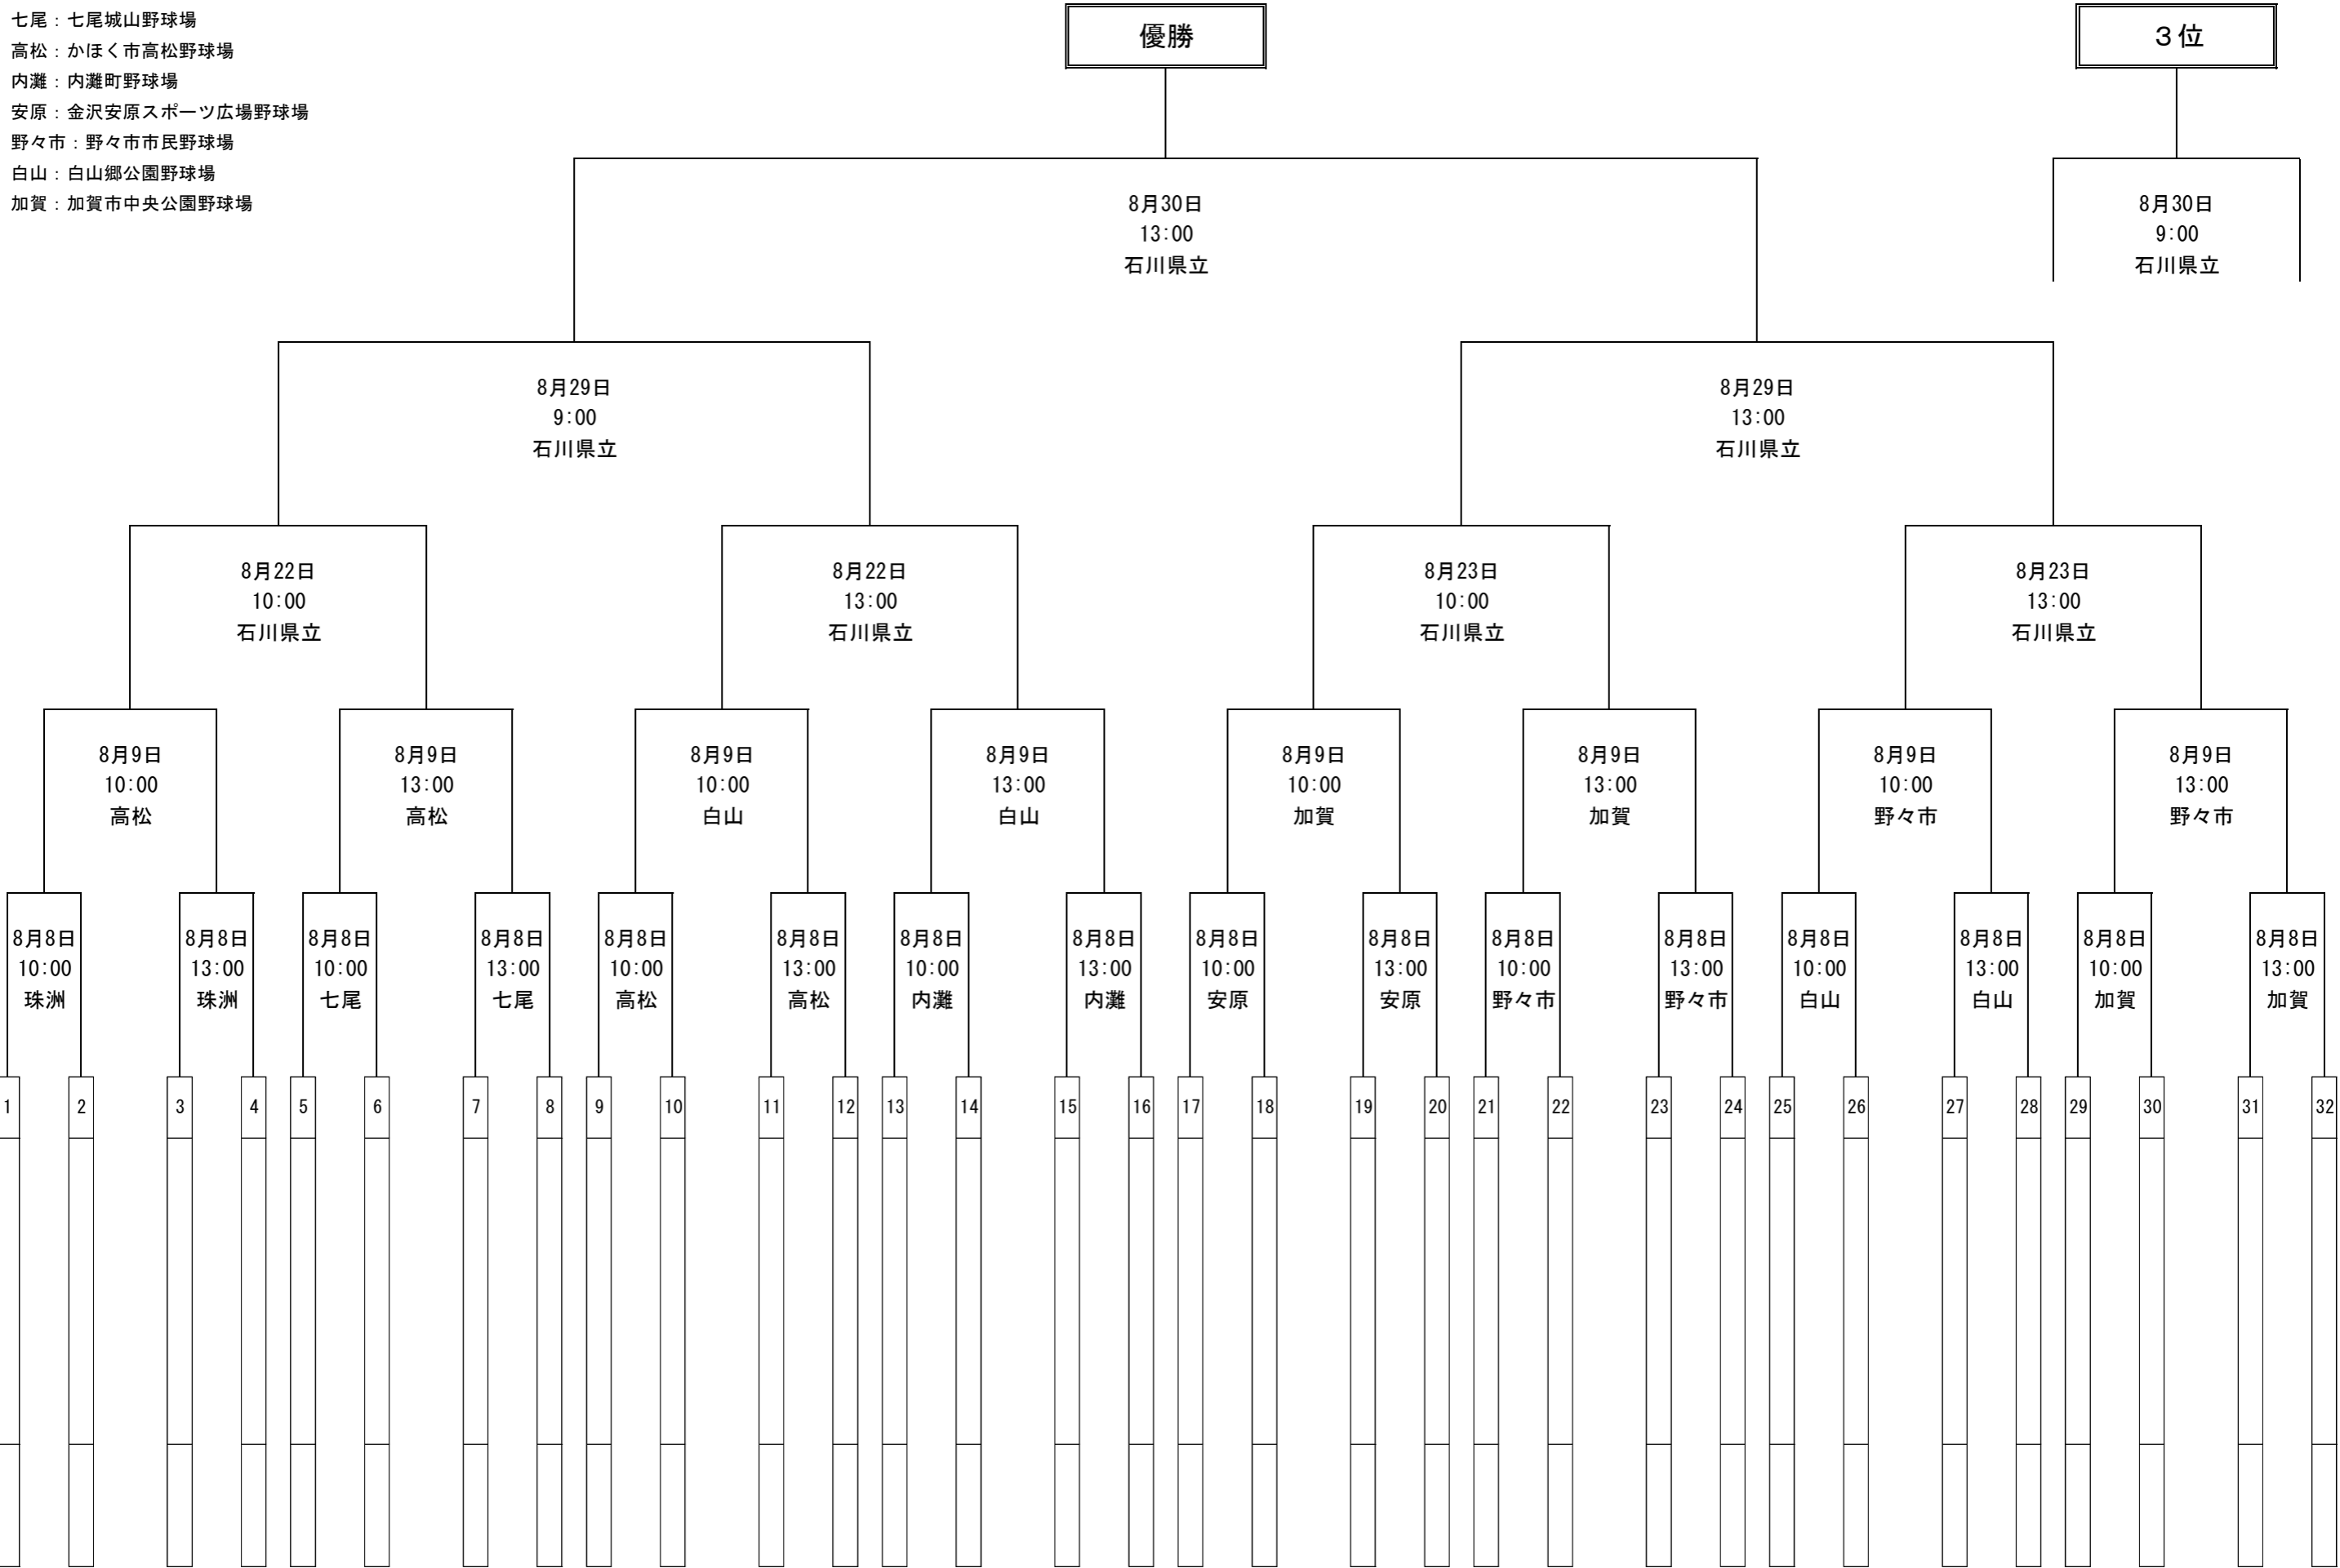 七尾：七尾城山野球場
高松：かほく市高松野球場
内灘：内灘町野球場
安原：金沢安原スポーツ広場野球場
野々市：野々市市民野球場
白山：白山郷公園野球場
加賀：加賀市中央公園野球場
優勝
３位
8月30日
13:00
石川県立
8月30日
9:00
石川県立
8月29日
9:00
石川県立
8月29日
13:00
石川県立
8月22日
10:00
石川県立
8月22日
13:00
石川県立
8月23日
10:00
石川県立
8月23日
13:00
石川県立
8月9日
10:00
高松
8月9日
13:00
高松
8月9日
10:00
白山
8月9日
13:00
白山
8月9日
10:00
加賀
8月9日
13:00
加賀
8月9日
10:00
野々市
8月9日
13:00
野々市
8月8日
10:00
珠洲
8月8日
13:00
珠洲
8月8日
10:00
七尾
8月8日
13:00
七尾
8月8日
10:00
高松
8月8日
13:00
高松
8月8日
10:00
内灘
8月8日
13:00
内灘
8月8日
10:00
安原
8月8日
13:00
安原
8月8日
10:00
野々市
8月8日
13:00
野々市
8月8日
10:00
白山
8月8日
13:00
白山
8月8日
10:00
加賀
8月8日
13:00
加賀
1 2 3 4 5 6 7 8 9 10 11 12 13 14 15 16 17 18 19 20 21 22 23 24 25 26 27 28 29 30 31 32